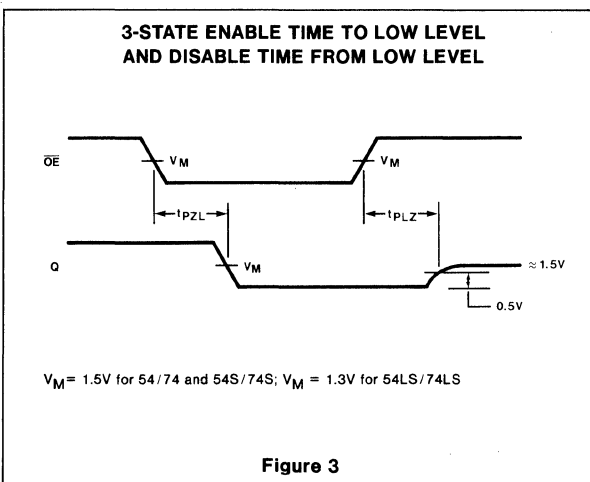 3-STATE ENABLE TIME TO LOW LEVEL
AND DISABLE TIME FROM LOW LEVEL
OE
VM
VM
tPZL
tPLZ
Q
VM
≈ 1.5V
0.5V
VM = 1.5V for 54/74 and 54S/74S; VM = 1.3V for 54LS/74LS
Figure 3